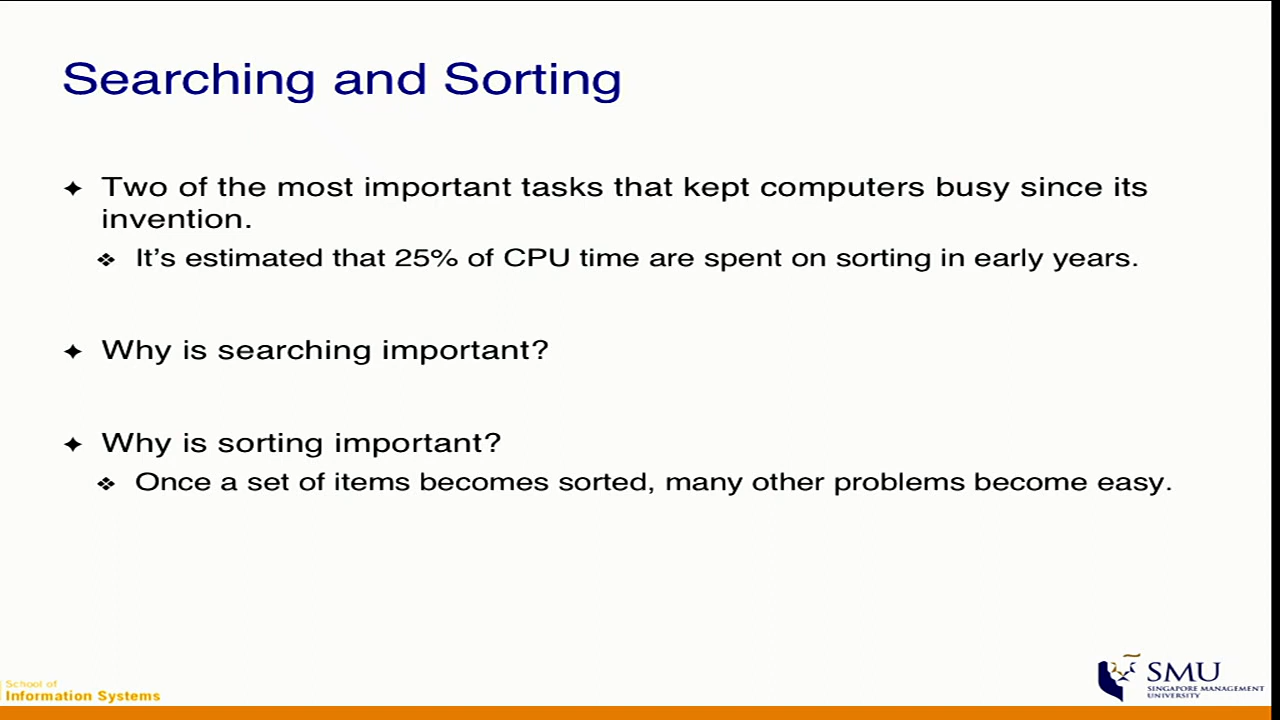 Searching and Sorting
Two of the most important tasks that kept computers busy since its
invention.
It's estimated that 25% of CPU time are spent on sorting in early years.
Why is searching important?
Why is sorting important?
Once a set of items becomes sorted, many other problems become easy.
School of
Information Systems
SMU
SINGAPORE MANAGEMENT
UNIVERSITY